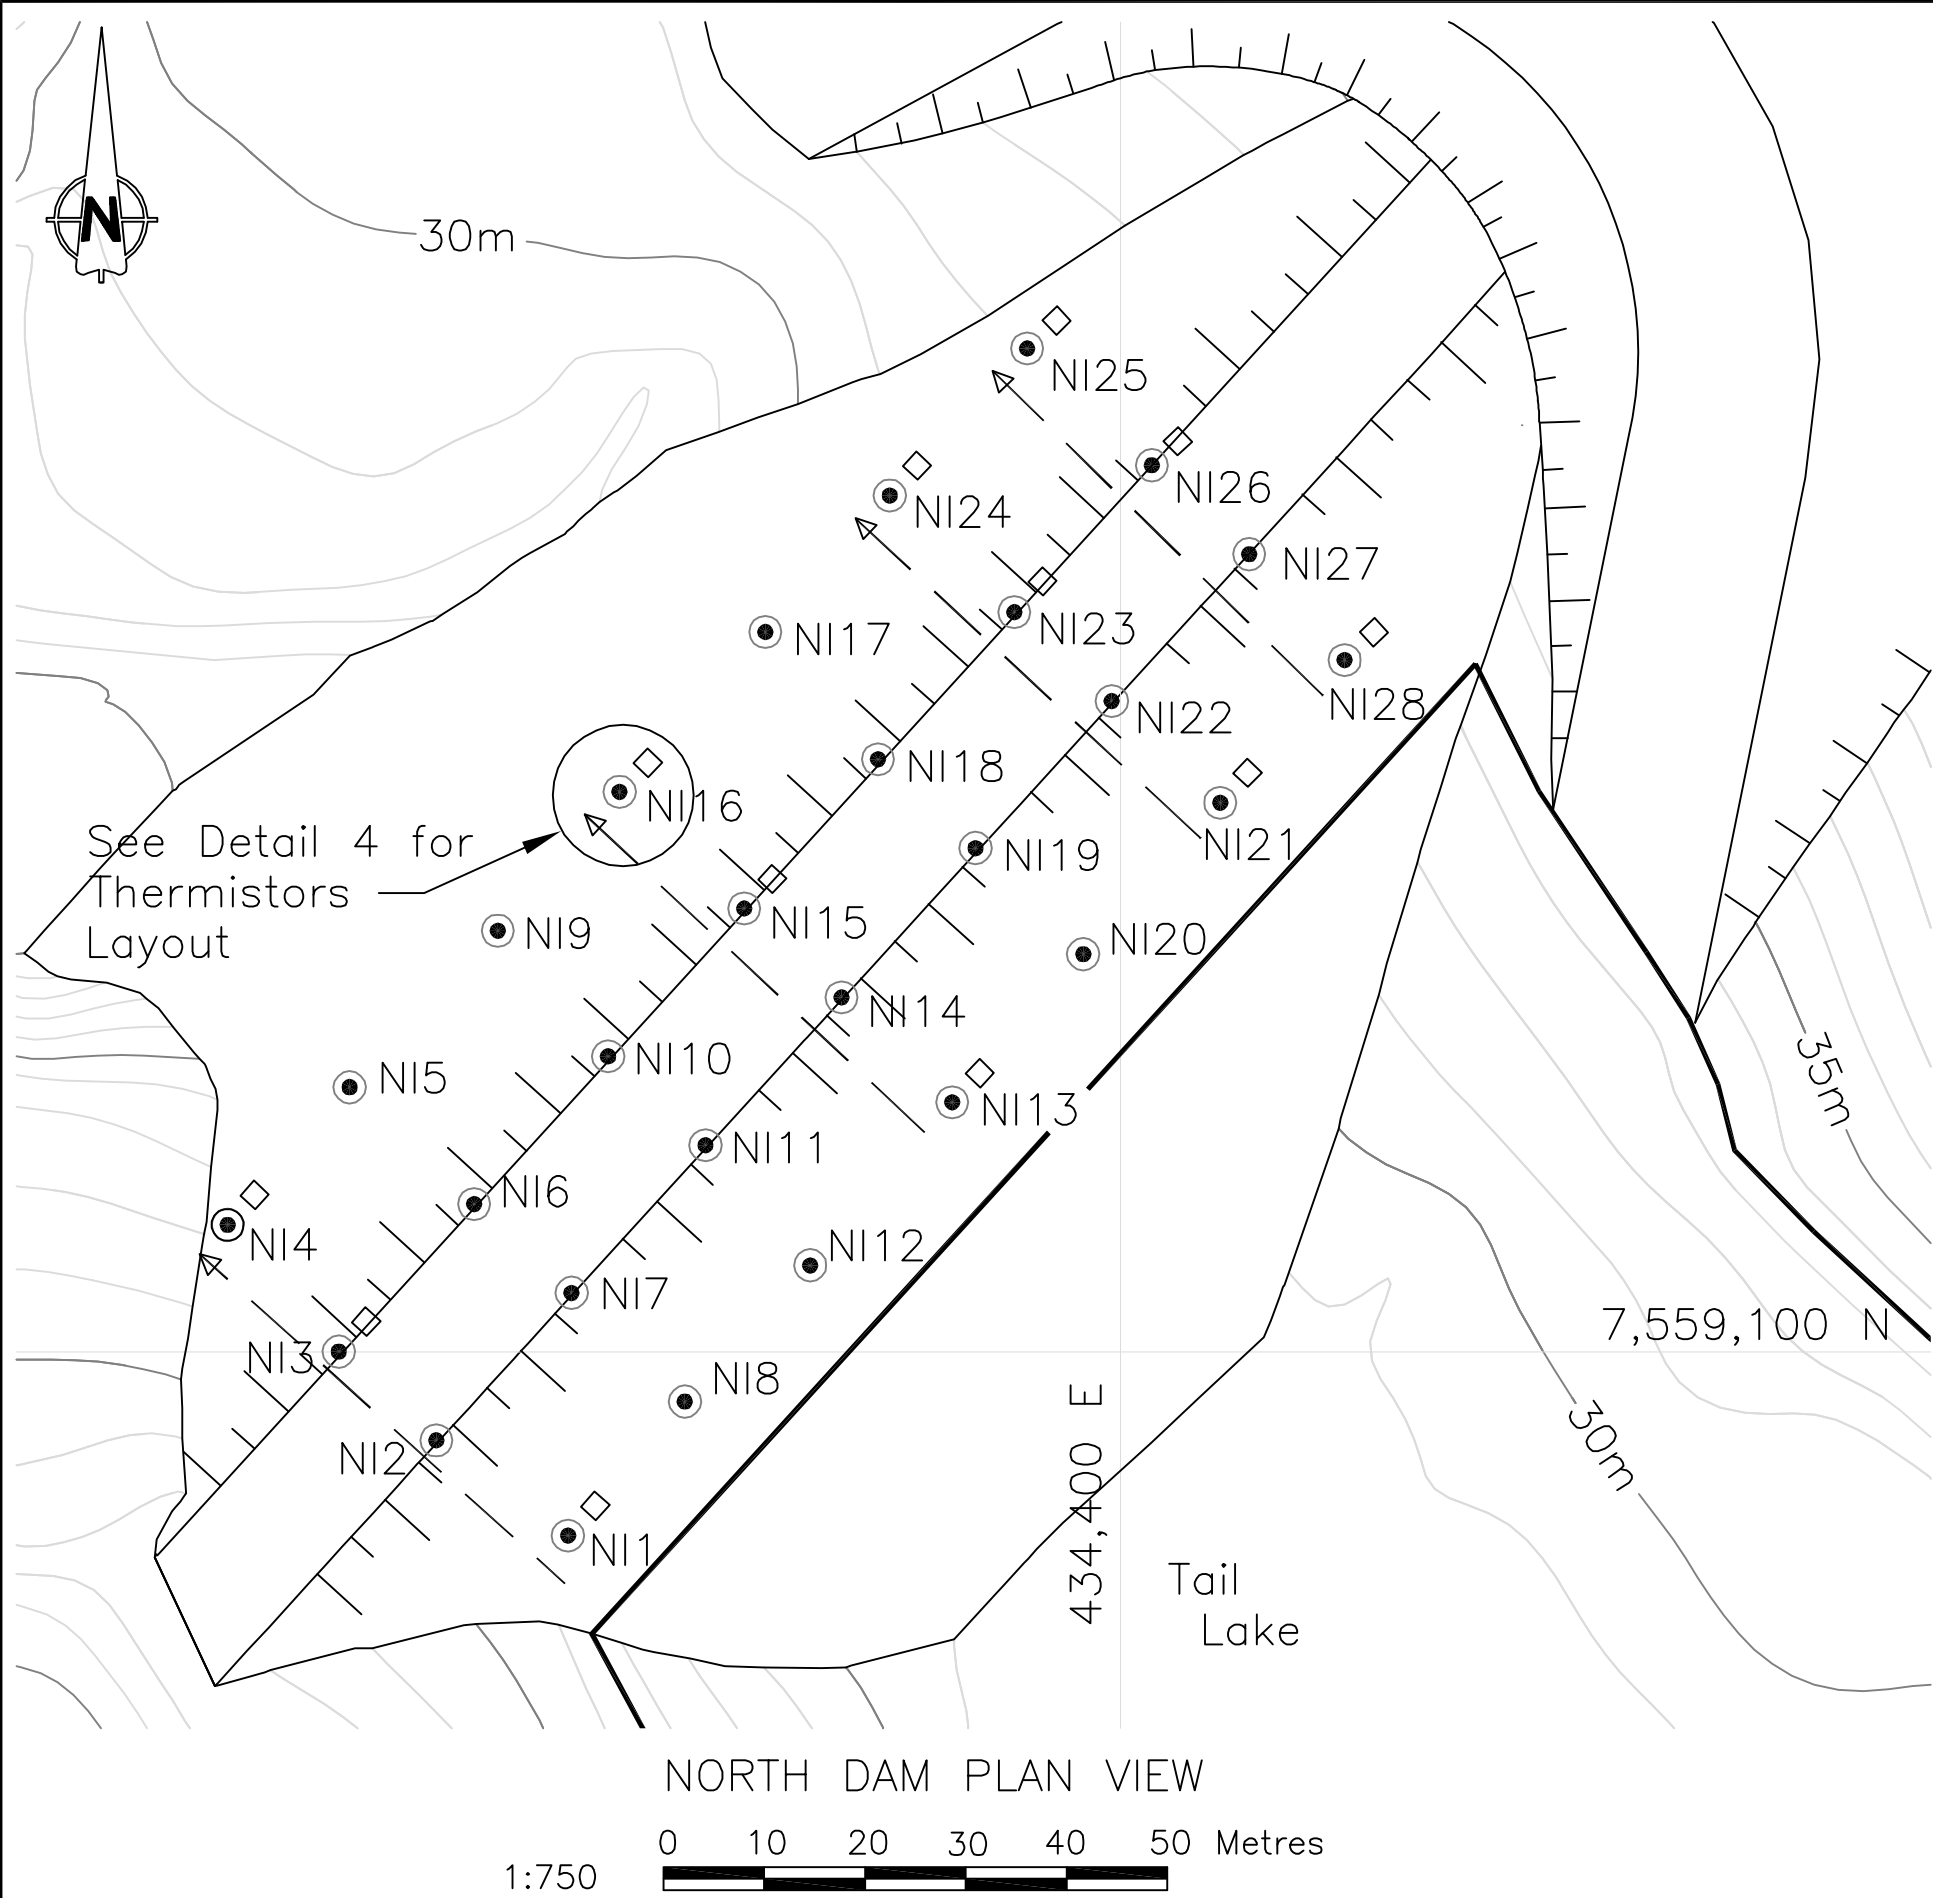 N
30m
NI25
NI26
NI24
NI27
NI17
NI23
NI28
NI22
NI18
NI16
See Detail 4 for
Thermistors
Layout
NI21
NI19
NI15
NI9
NI20
NI14
NI10
NI5
35m
NI13
NI11
NI6
NI4
NI12
NI7
7,559,100 N
NI3
NI8
434,400 E
30m
NI2
NI1
Tail
Lake
NORTH DAM PLAN VIEW
0 10 20 30 40 50 Metres
1:750